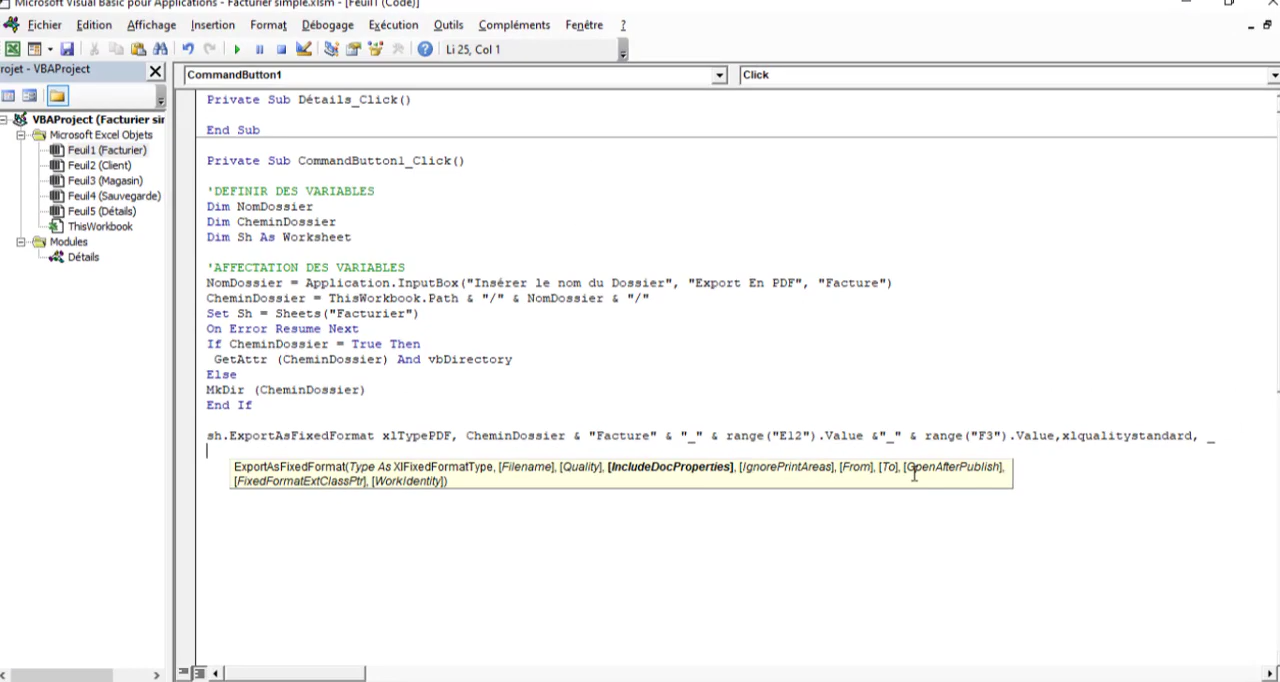 Microsoft Visual Basic pour Applications - Facturier simple.xlsm - [Feuil1 (Code)]
Fichier Edition Affichage Insertion Format Débogage Exécution Outils Compléments Fenêtre ?
Li 25, Col 1
rojet - VBAProject
CommandButton1
Click
VBAProject (Facturier sir
Microsoft Excel Objets
Feuil1 (Facturier)
Feuil2 (Client)
Feuil3 (Magasin)
Feuil4 (Sauvegarde)
Feuil5 (Détails)
ThisWorkbook
Modules
Détails
Private Sub Détails_Click()
End Sub
Private Sub CommandButton1_Click()
'DEFINIR DES VARIABLES
Dim NomDossier
Dim CheminDossier
Dim Sh As Worksheet
'AFFECTATION DES VARIABLES
NomDossier = Application.InputBox("Insérer le nom du Dossier", "Export En PDF", "Facture")
CheminDossier = ThisWorkbook.Path & "/" & NomDossier & "/"
Set Sh = Sheets("Facturier")
On Error Resume Next
If CheminDossier = True Then
GetAttr (CheminDossier) And vbDirectory
Else
MkDir (CheminDossier)
End If
sh.ExportAsFixedFormat xlTypePDF, CheminDossier & "Facture" & "_" & range("E12").Value &"_" & range("F3").Value,xlqualitystandard, _
ExportAsFixedFormat(Type As XlFixedFormatType, [Filename], [Quality], [IncludeDocProperties], [IgnorePrintAreas], [From], [To], [OpenAfterPublish],
[FixedFormatExtClassPtr], [WorkIdentity])